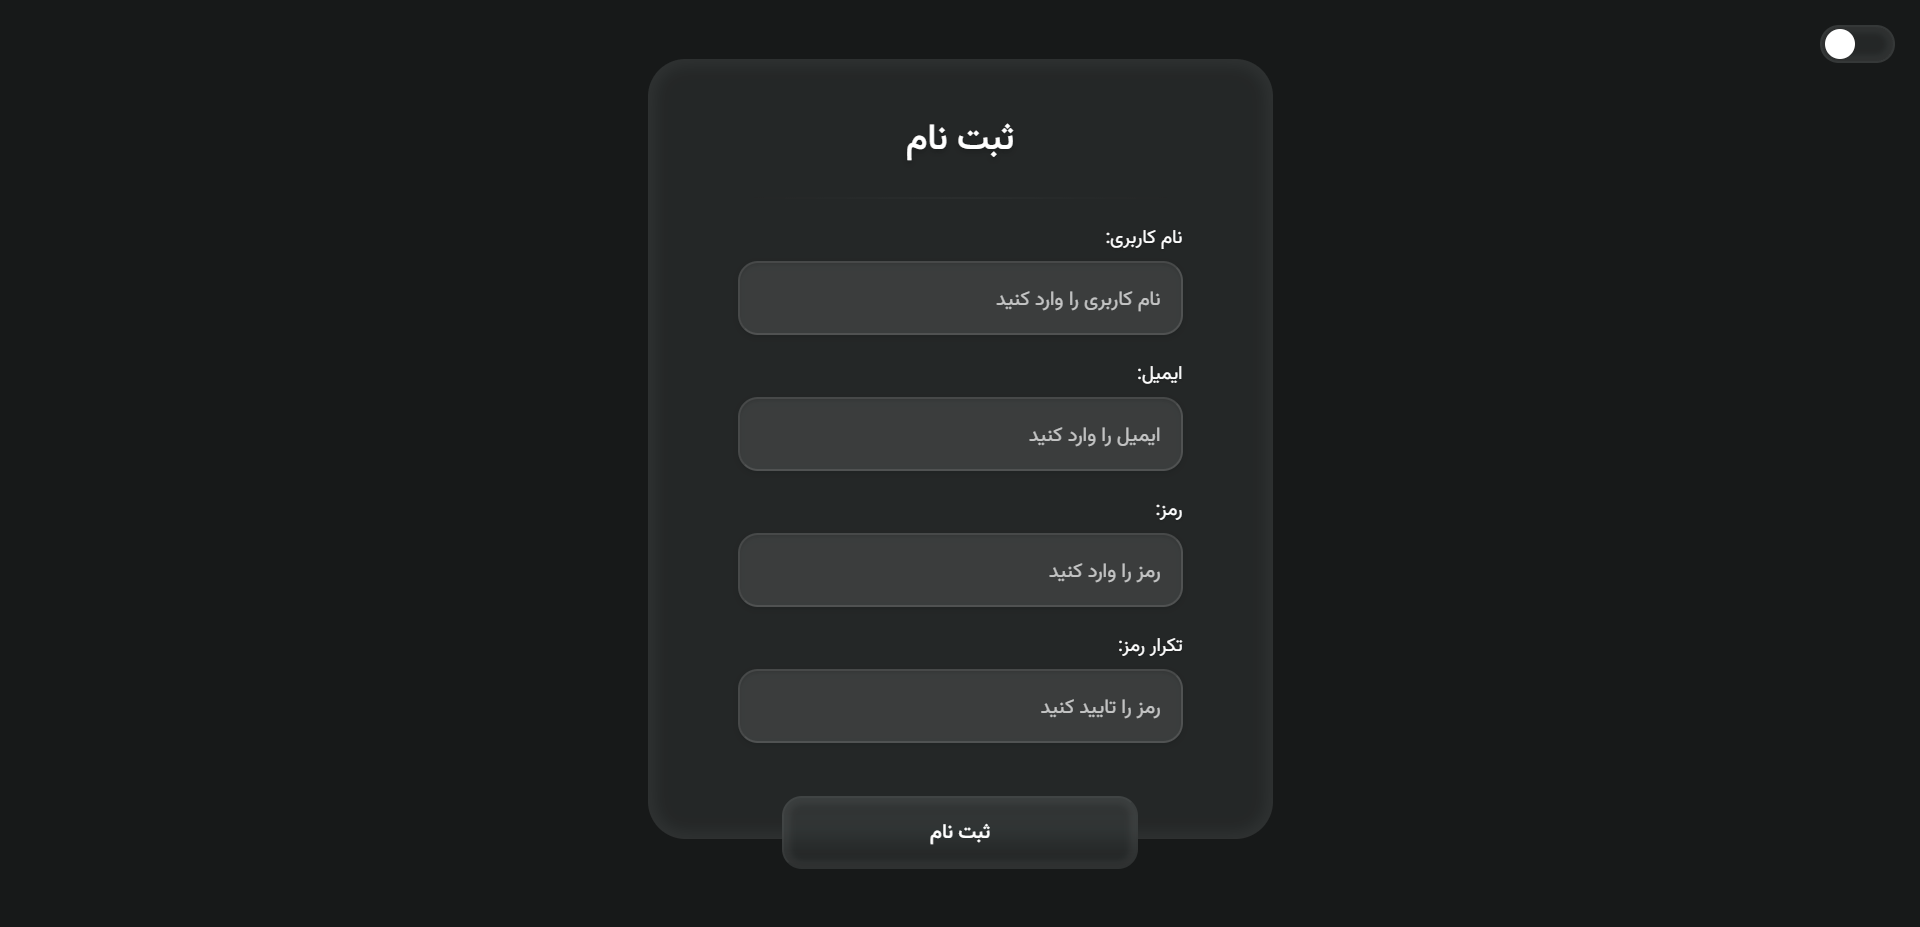 ثبت نام
نام کاربری:
نام کاربری را وارد کنید
ایمیل:
ایمیل را وارد کنید
رمز:
رمز را وارد کنید
تکرار رمز:
رمز را تایید کنید
ثبت نام